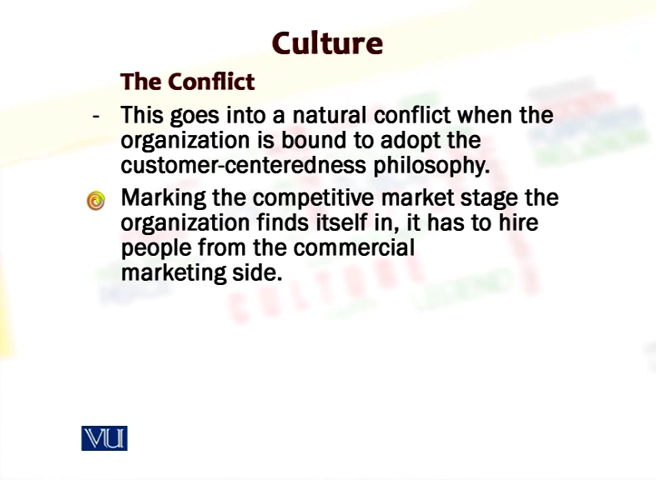 Culture
The Conflict
- This goes into a natural conflict when the
organization is bound to adopt the
customer-centeredness philosophy.
Marking the competitive market stage the
organization finds itself in, it has to hire
people from the commercial
marketing side.
CULTURE
VU